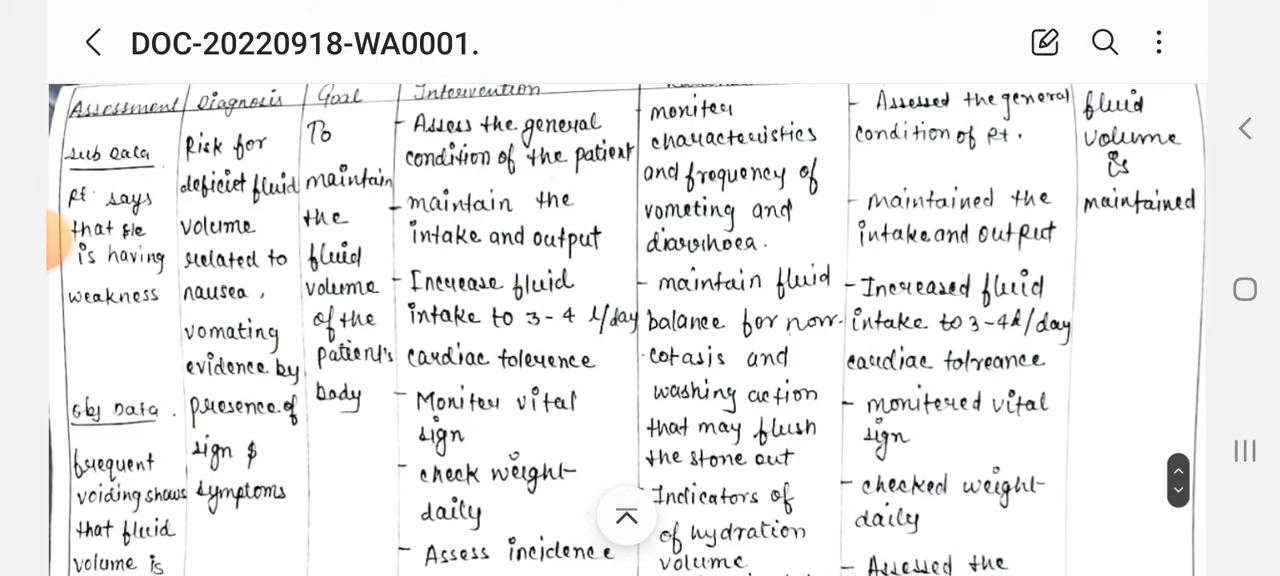 DOC-20220918-WA0001.
Assessment
Sub Data
Pt. says
that she
is having
weakness
Obj Data.
frequent
voiding shows
that fluid
volume is
Diagnosis
Risk for
deficiet fluid
volume
related to
nausea,
vomating
evidence by
presence of
sign &
symptoms
Goal
To
maintain
the
fluid
volume
of the
patient's
body
Intervention
- Assess the general
condition of the patient
- maintain the
intake and output
- Increase fluid
intake to 3-4 l/day
cardiac tolerence
- Moniter vital
sign
- check weight
daily
- Assess incidence
moniter
characteristics
and frequency of
vometing and
diarrhoea.
- maintain fluid
balance for nom-
cotasis and
washing action
that may flush
the stone out
Indicators of
of hydration
volume
- Assessed the general
condition of Pt.
- maintained the
intake and output
- Increased fluid
intake to 3-4l/day
cardiac tolreance
- monitered vital
sign
- checked weight
daily
- Assessed the
fluid
volume
is
maintained